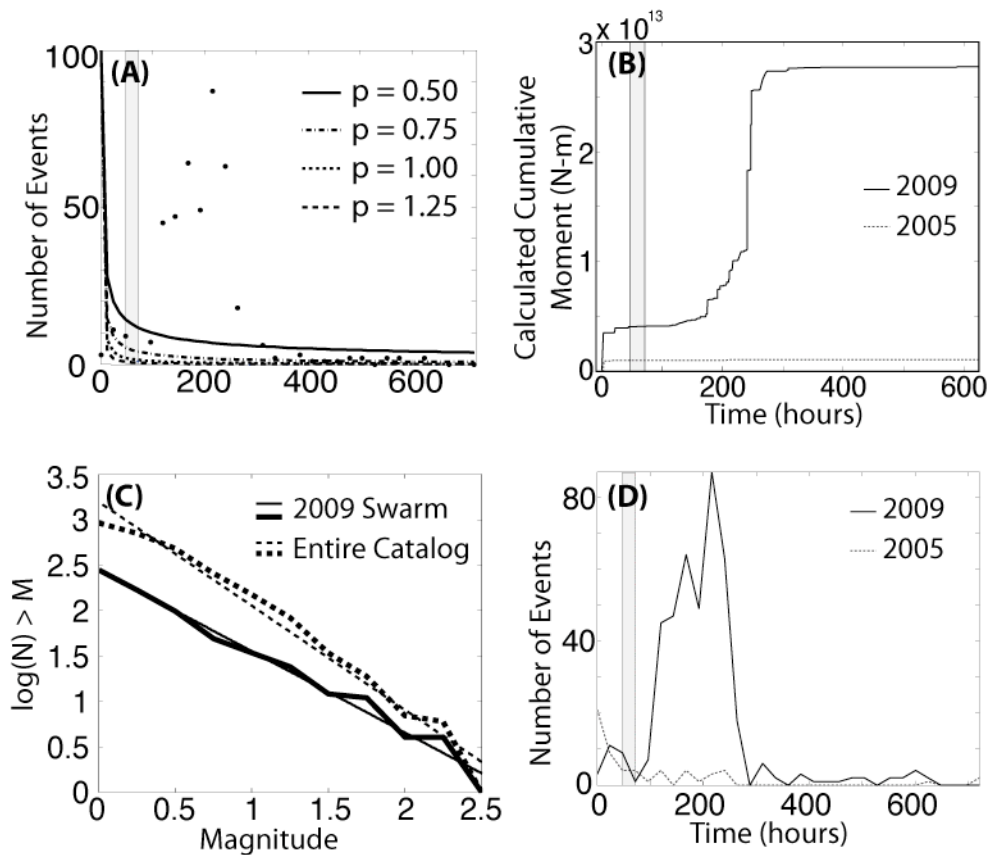 (A)
100
50
0
Number of Events
p = 0.50
p = 0.75
p = 1.00
p = 1.25
0 200 400 600
(B)
3 x 10^13
2
1
0
Calculated Cumulative
Moment (N-m)
2009
2005
0 200 400 600
Time (hours)
(C)
3.5
3
2.5
2
1.5
1
0.5
0
log(N) > M
2009 Swarm
Entire Catalog
0 0.5 1 1.5 2 2.5
Magnitude
(D)
80
40
0
Number of Events
2009
2005
0 200 400 600
Time (hours)